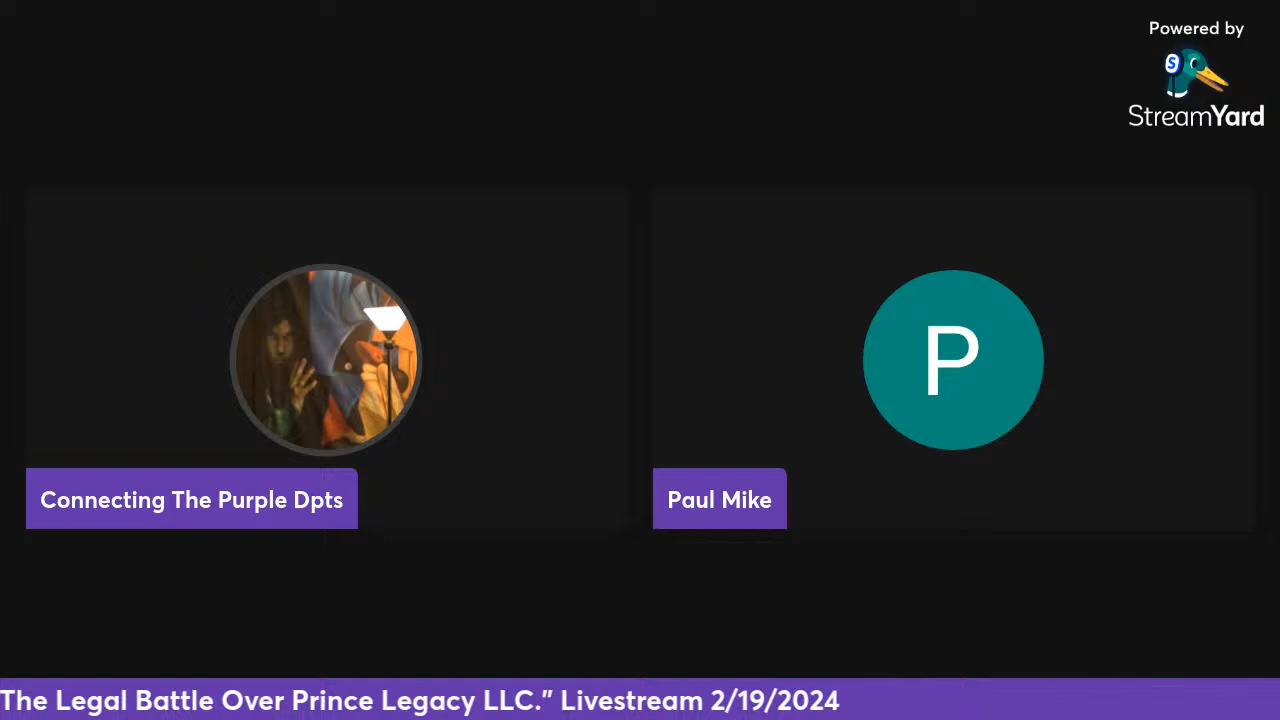 Powered by
S
StreamYard
P
Connecting The Purple Dpts
Paul Mike
The Legal Battle Over Prince Legacy LLC.” Livestream 2/19/2024